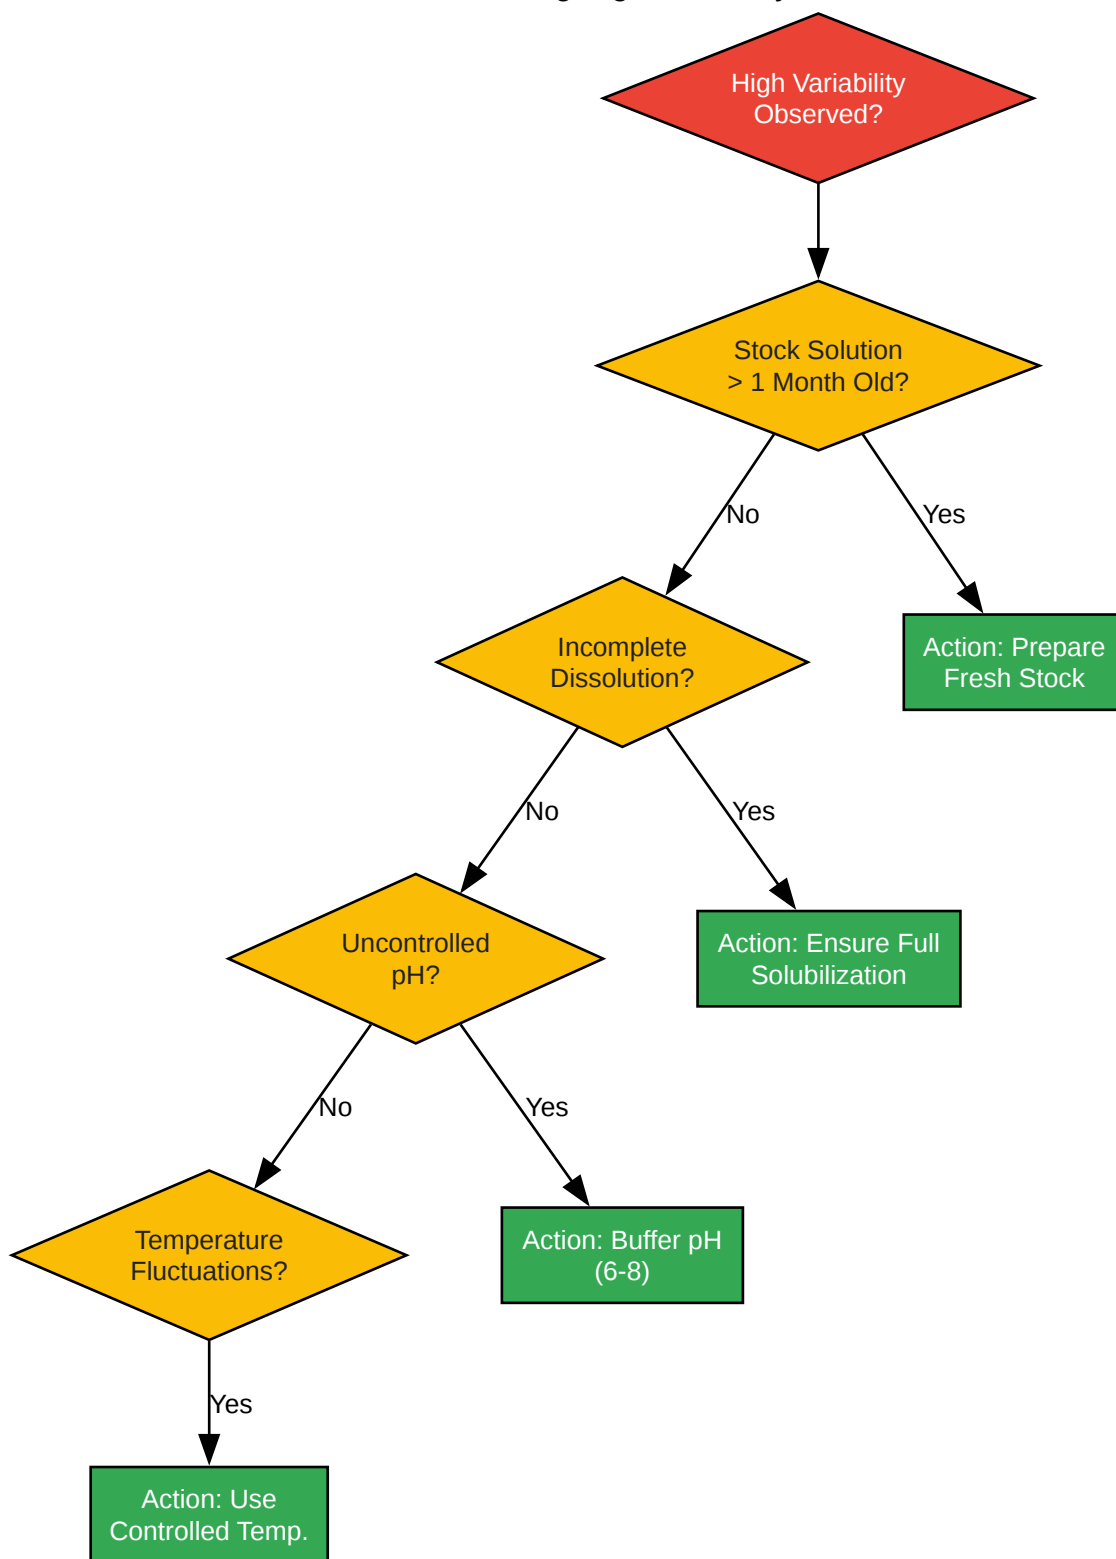 High Variability
Observed?
Stock Solution
> 1 Month Old?
No
Yes
Incomplete
Dissolution?
Action: Prepare
Fresh Stock
No
Yes
Uncontrolled
pH?
Action: Ensure Full
Solubilization
No
Yes
Temperature
Fluctuations?
Action: Buffer pH
(6-8)
Yes
Action: Use
Controlled Temp.